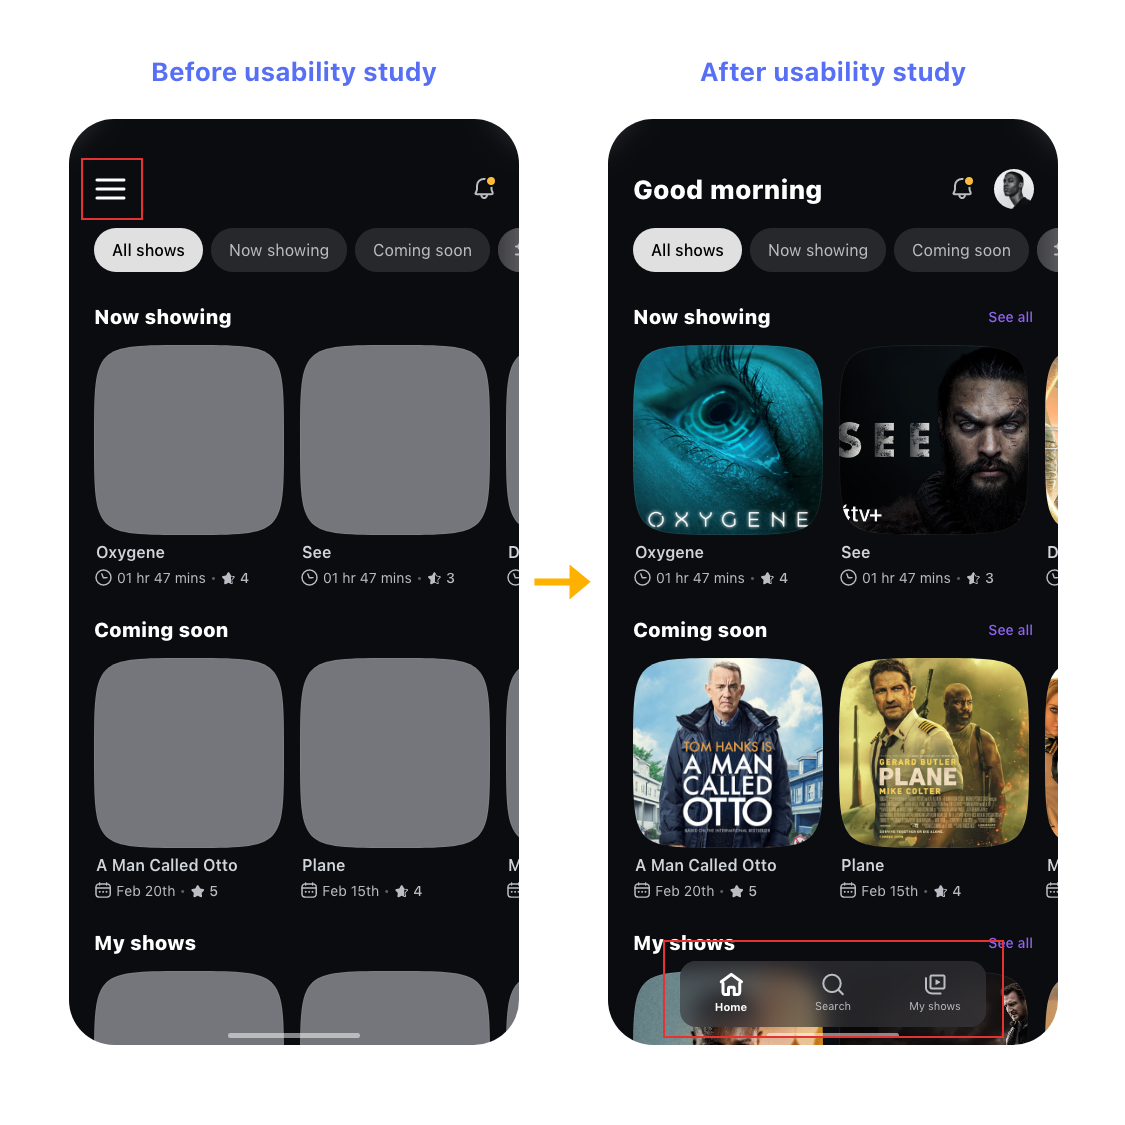 Before usability study
After usability study
All shows
Now showing
Coming soon
Now showing
Oxygene
See
D
01 hr 47 mins • 4
01 hr 47 mins • 3
Coming soon
A Man Called Otto
Plane
M
Feb 20th • 5
Feb 15th • 4
My shows
Good morning
All shows
Now showing
Coming soon
Now showing
See all
OXYGENE
SEE
tv+
Oxygene
See
D
01 hr 47 mins • 4
01 hr 47 mins • 3
Coming soon
See all
TOM HANKS IS
A MAN
CALLED
OTTO
BASED ON THE INTERNATIONAL BESTSELLER
GERARD BUTLER
PLANE
MIKE COLTER
A Man Called Otto
Plane
M
Feb 20th • 5
Feb 15th • 4
My shows
See all
Home
Search
My shows